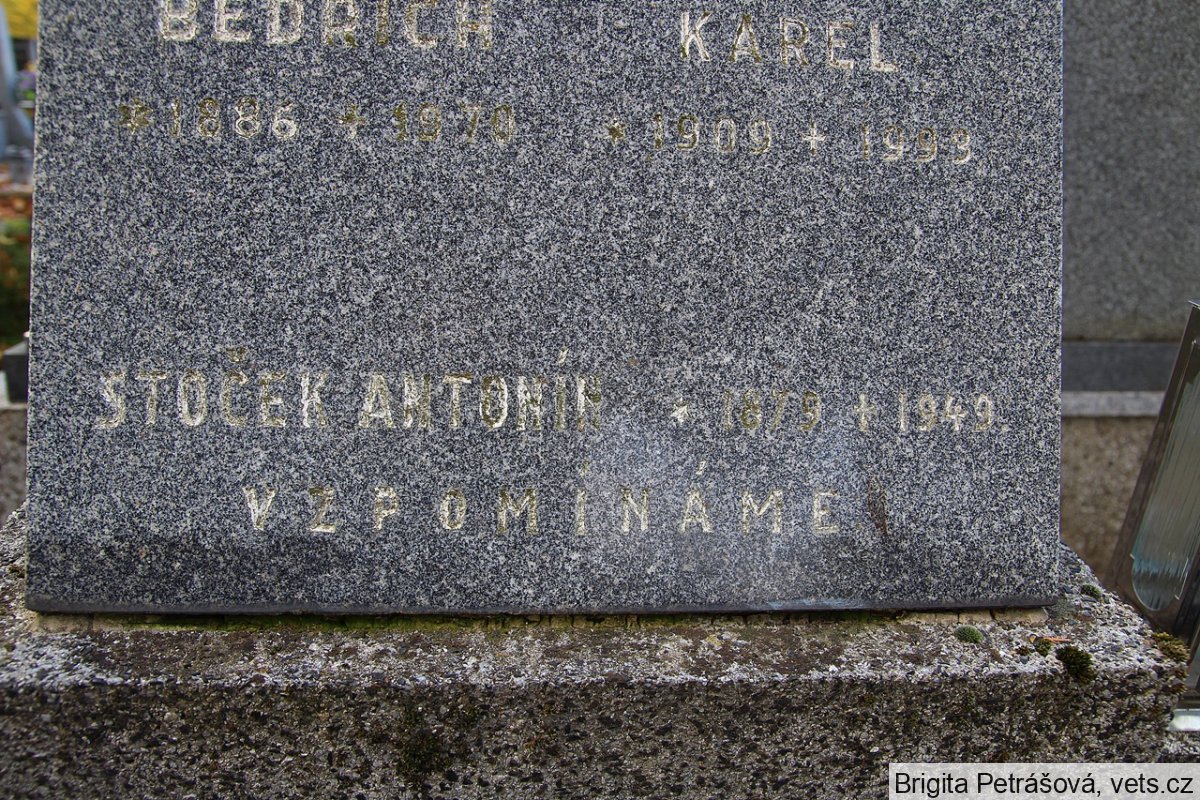 BEDŘICH KAREL
* 1886 + 1970 * 1909 + 1993
STOČEK ANTONÍN * 1879 + 1949.
VZPOMÍNÁME.
Brigita Petrášová, vets.cz